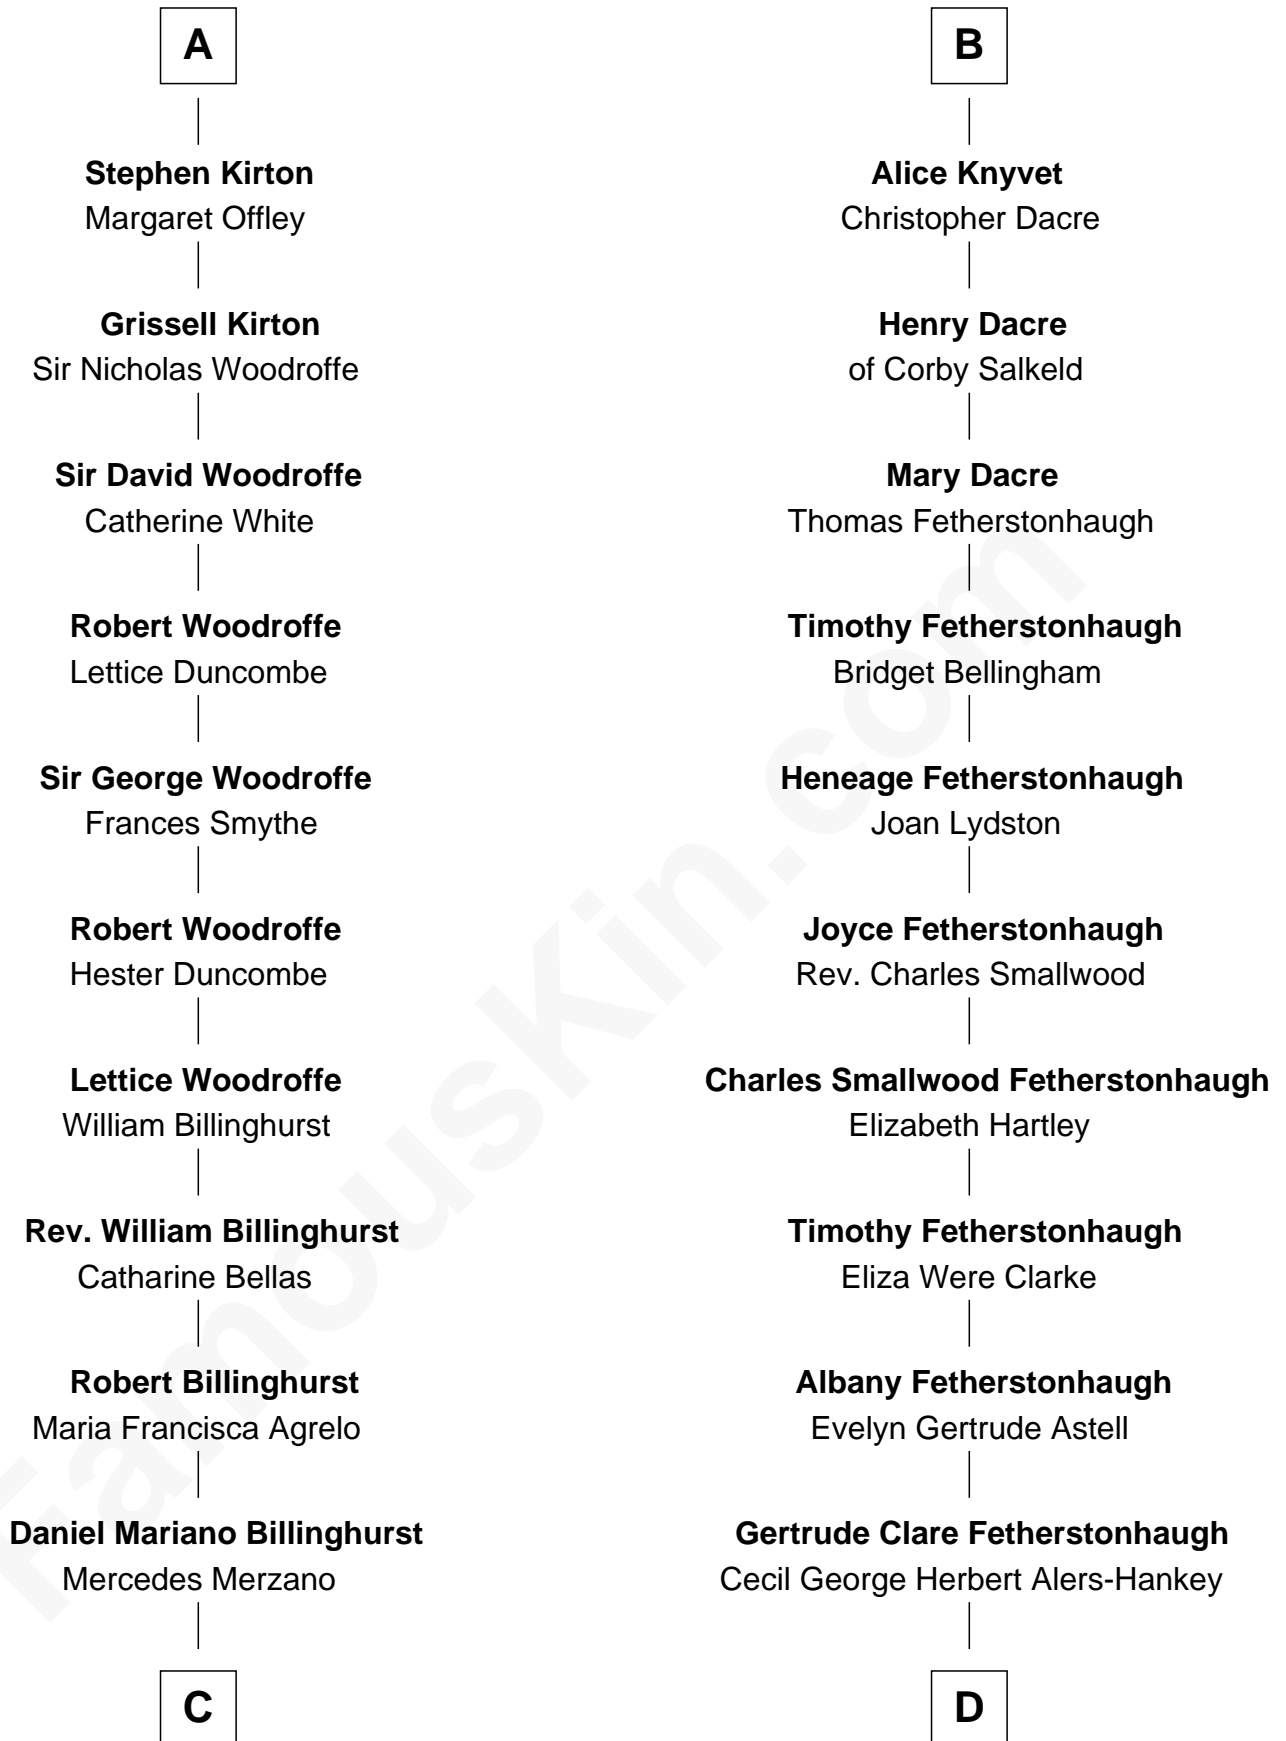 A
Stephen Kirton
Margaret Offley
Grissell Kirton
Sir Nicholas Woodroffe
Sir David Woodroffe
Catherine White
Robert Woodroffe
Lettice Duncombe
Sir George Woodroffe
Frances Smythe
Robert Woodroffe
Hester Duncombe
Lettice Woodroffe
William Billinghurst
Rev. William Billinghurst
Catharine Bellas
Robert Billinghurst
Maria Francisca Agrelo
Daniel Mariano Billinghurst
Mercedes Merzano
C
B
Alice Knyvet
Christopher Dacre
Henry Dacre
of Corby Salkeld
Mary Dacre
Thomas Fetherstonhaugh
Timothy Fetherstonhaugh
Bridget Bellingham
Heneage Fetherstonhaugh
Joan Lydston
Joyce Fetherstonhaugh
Rev. Charles Smallwood
Charles Smallwood Fetherstonhaugh
Elizabeth Hartley
Timothy Fetherstonhaugh
Eliza Were Clarke
Albany Fetherstonhaugh
Evelyn Gertrude Astell
Gertrude Clare Fetherstonhaugh
Cecil George Herbert Alers-Hankey
D
FamousKin.com